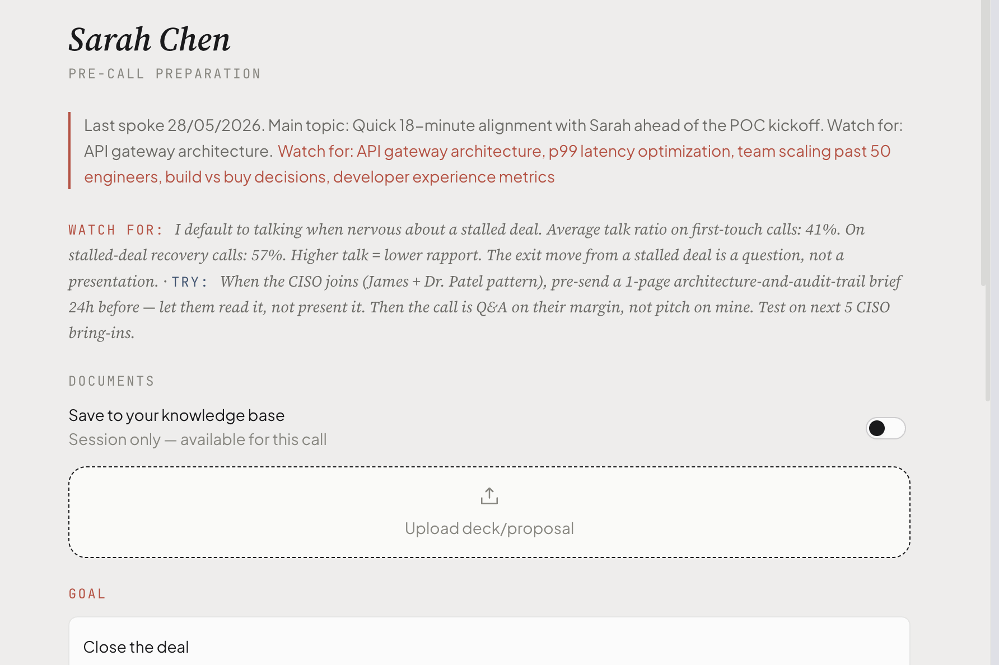 Sarah Chen
PRE-CALL PREPARATION
Last spoke 28/05/2026. Main topic: Quick 18–minute alignment with Sarah ahead of the POC kickoff. Watch for:
API gateway architecture. Watch for: API gateway architecture, p99 latency optimization, team scaling past 50
engineers, build vs buy decisions, developer experience metrics
WATCH FOR: I default to talking when nervous about a stalled deal. Average talk ratio on first-touch calls: 41%. On
stalled-deal recovery calls: 57%. Higher talk = lower rapport. The exit move from a stalled deal is a question, not a
presentation. · TRY: When the CISO joins (James + Dr. Patel pattern), pre-send a 1-page architecture-and-audit-trail brief
24h before — let them read it, not present it. Then the call is Q&A on their margin, not pitch on mine. Test on next 5 CISO
bring-ins.
DOCUMENTS
Save to your knowledge base
Session only — available for this call
Upload deck/proposal
GOAL
Close the deal